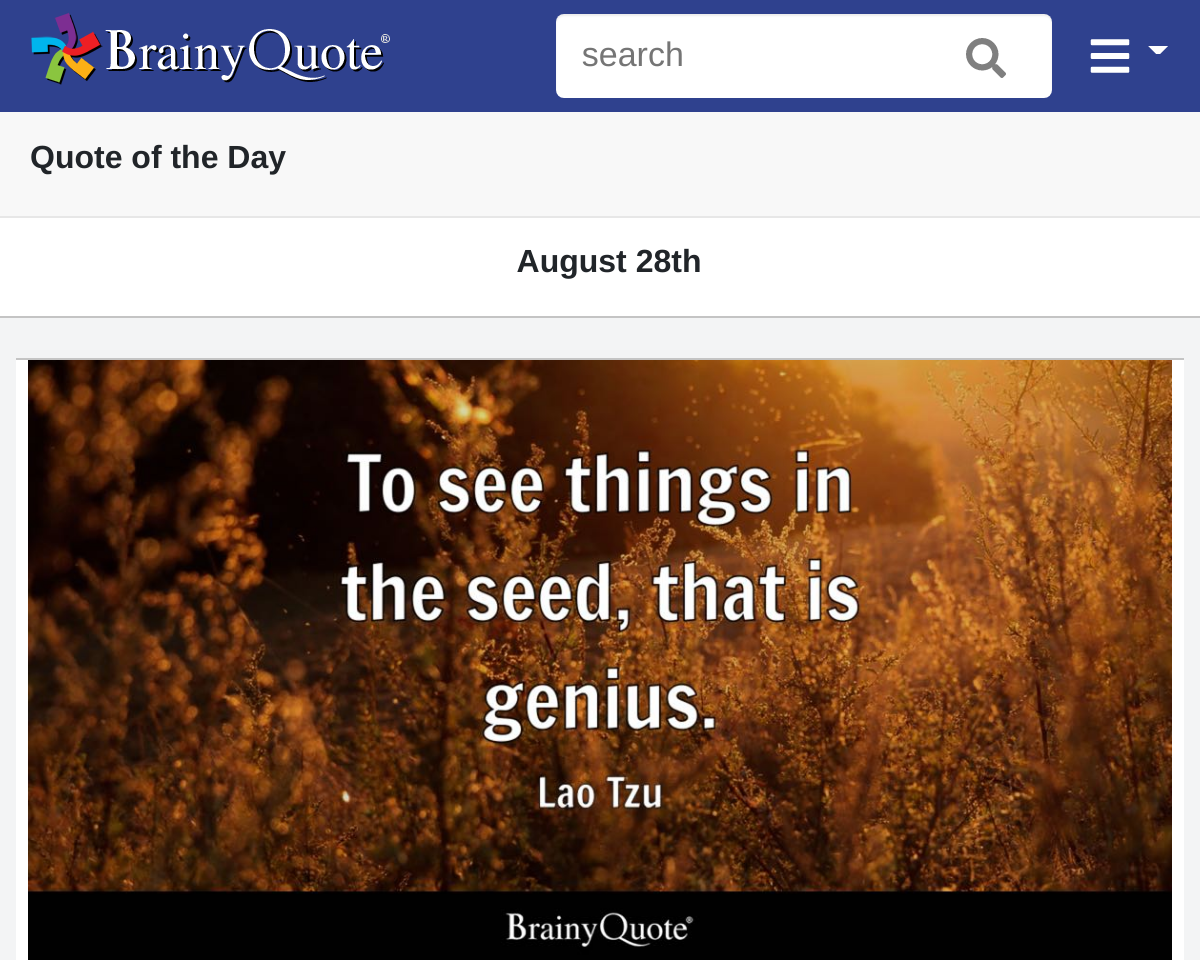 BrainyQuote®
search
Quote of the Day
August 28th
To see things in
the seed, that is
genius.
Lao Tzu
BrainyQuote®